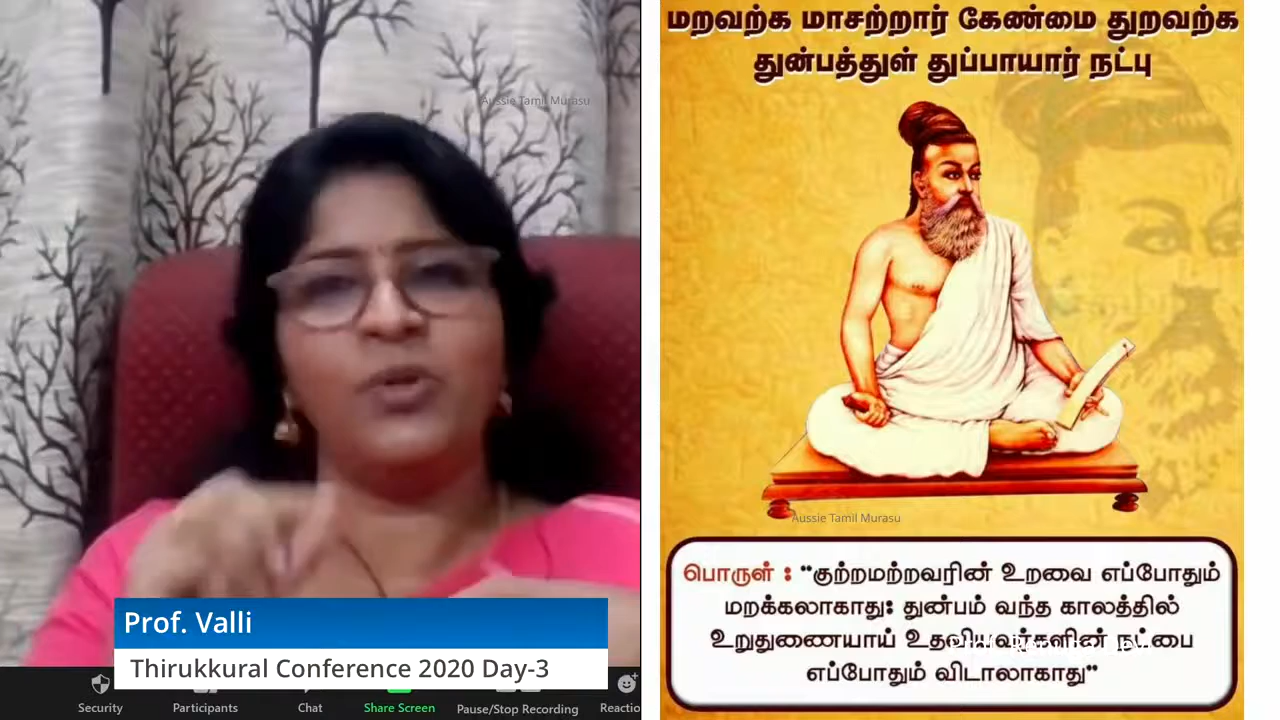 Aussie Tamil Murasu
Prof. Valli
Thirukkural Conference 2020 Day-3
Security
Participants
Chat
Share Screen
Pause/Stop Recording
Reactio
மறவற்க மாசற்றார் கேண்மை துறவற்க
துன்பத்துள் துப்பாயார் நட்பு
Aussie Tamil Murasu
பொருள் : “குற்றமற்றவரின் உறவை எப்போதும்
மறக்கலாகாது: துன்பம் வந்த காலத்தில்
உறுதுணையாய் உதவியவர்களின் நட்பை
எப்போதும் விடாலாகாது”